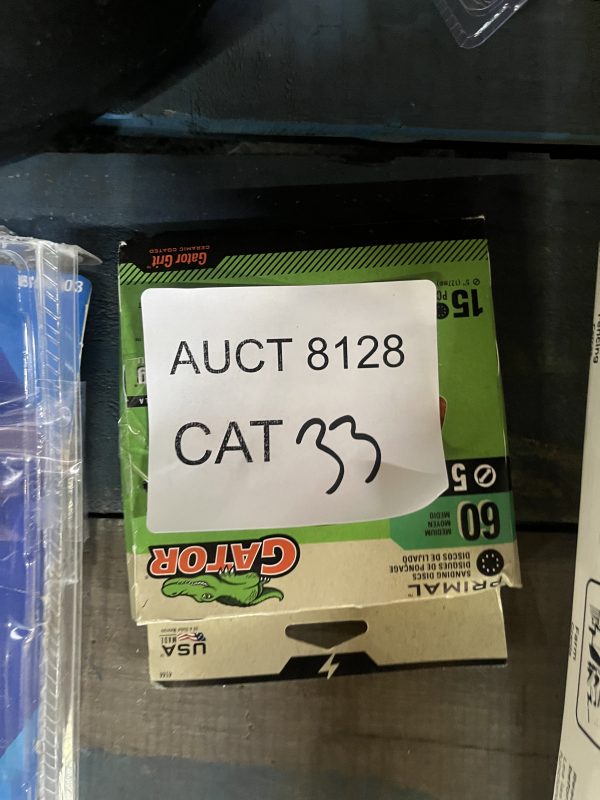 AUCT 8128
CAT 33
USA
MADE
GATOR
PRIMAL
SANDING DISCS
DISQUES DE PONÇAGE
DISCOS DE LIJADO
60
MEDIUM
MOYEN
MEDIO
5
15
Gator Grit
CERAMIC COATED